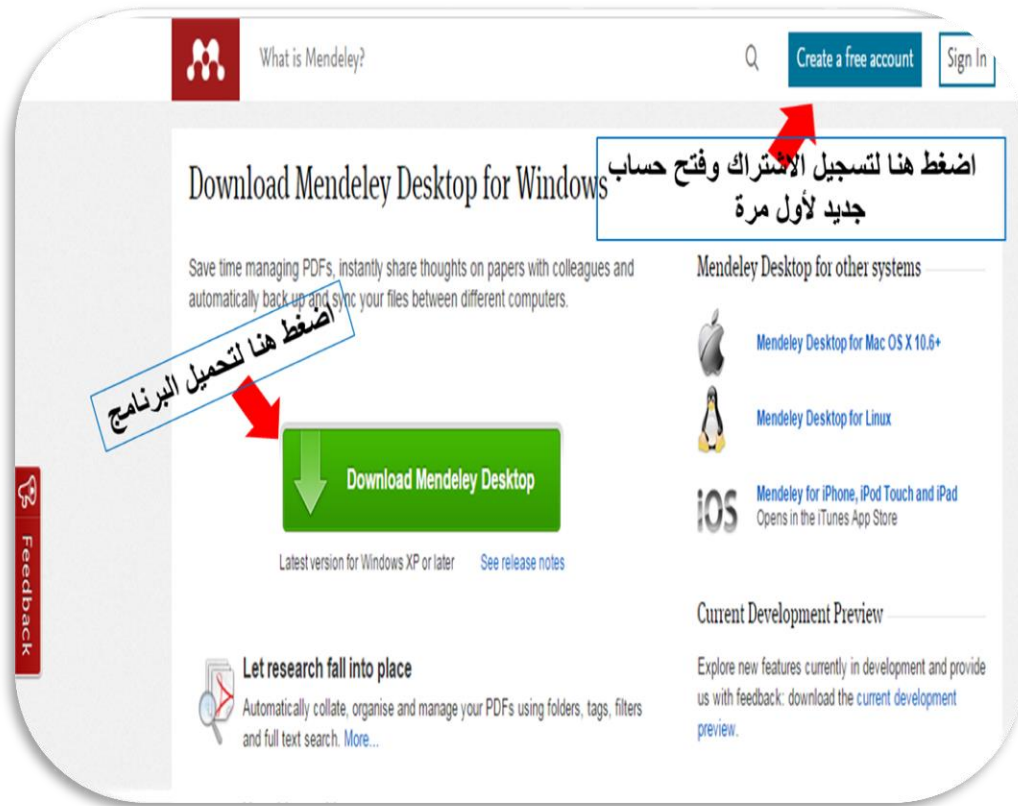 What is Mendeley?
Create a free account
Sign In
اضغط هنا لتسجيل الاشتراك وفتح حساب
جديد لأول مرة
Download Mendeley Desktop for Windows
Save time managing PDFs, instantly share thoughts on papers with colleagues and
automatically back up and sync your files between different computers.
اضغط هنا لتحميل البرنامج
Download Mendeley Desktop
Latest version for Windows XP or later See release notes
Let research fall into place
Automatically collate, organise and manage your PDFs using folders, tags, filters
and full text search. More...
Mendeley Desktop for other systems
Mendeley Desktop for Mac OS X 10.6+
Mendeley Desktop for Linux
iOS
Mendeley for iPhone, iPod Touch and iPad
Opens in the iTunes App Store
Current Development Preview
Explore new features currently in development and provide
us with feedback: download the current development
preview.
Feedback